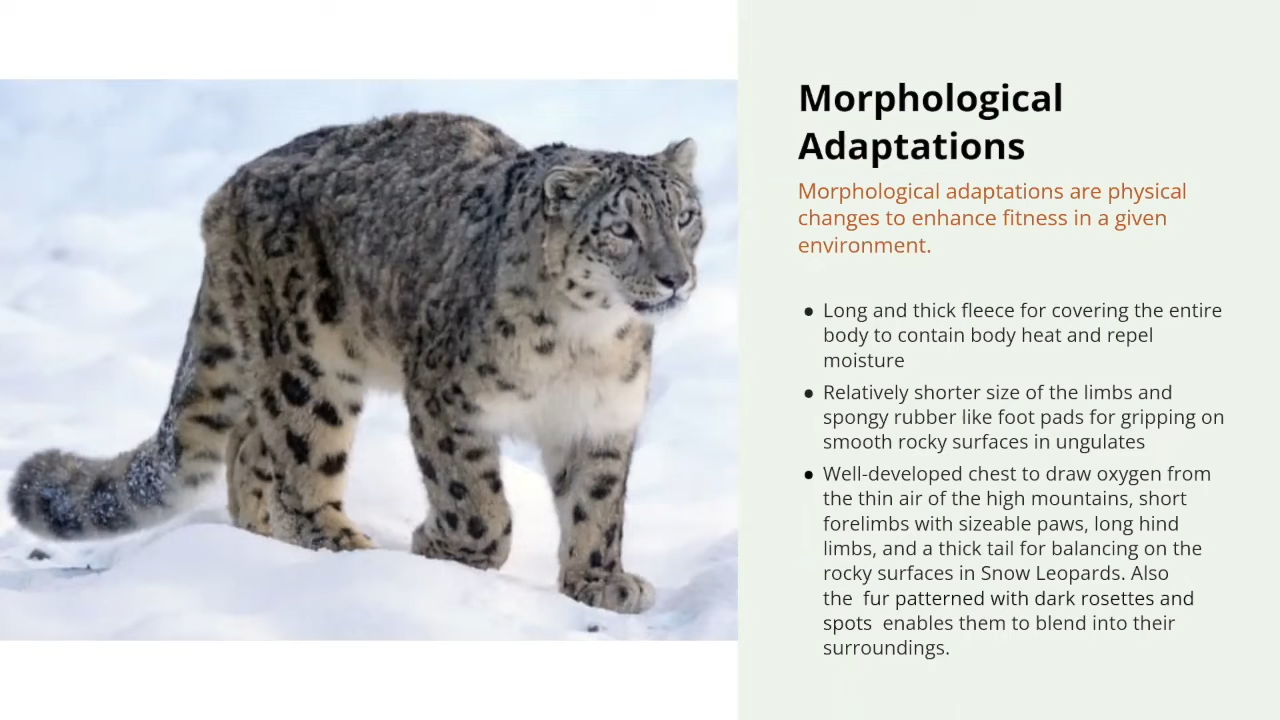 Morphological
Adaptations
Morphological adaptations are physical
changes to enhance fitness in a given
environment.
● Long and thick fleece for covering the entire
body to contain body heat and repel
moisture
● Relatively shorter size of the limbs and
spongy rubber like foot pads for gripping on
smooth rocky surfaces in ungulates
● Well-developed chest to draw oxygen from
the thin air of the high mountains, short
forelimbs with sizeable paws, long hind
limbs, and a thick tail for balancing on the
rocky surfaces in Snow Leopards. Also
the  fur patterned with dark rosettes and
spots  enables them to blend into their
surroundings.